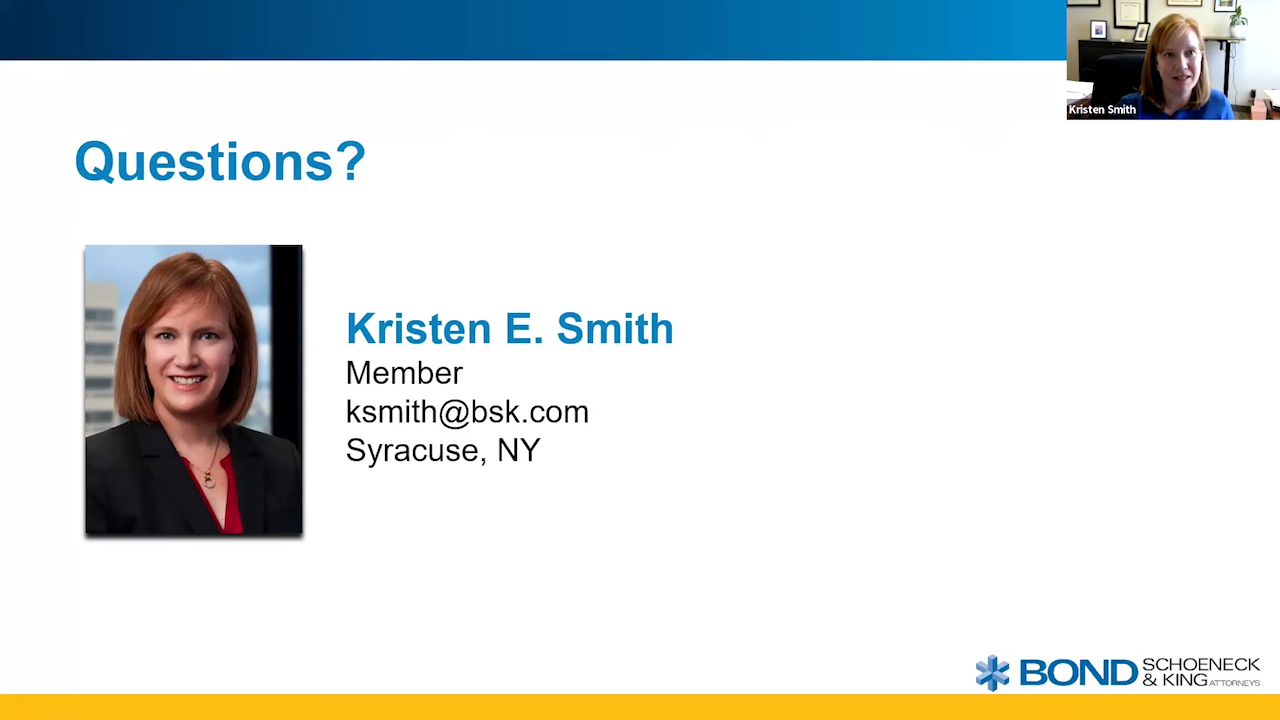 Kristen Smith
Questions?
Kristen E. Smith
Member
ksmith@bsk.com
Syracuse, NY
BOND SCHOENECK
& KING ATTORNEYS